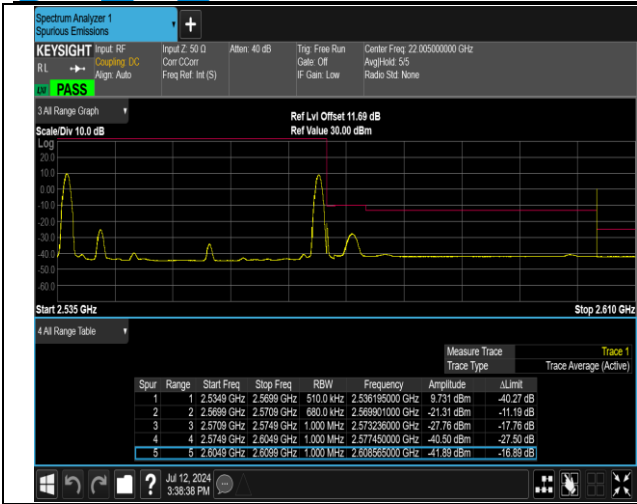 Spectrum Analyzer 1
Spurious Emissions
KEYSIGHT Input: RF Input Z: 50 Ω Atten: 40 dB Trig: Free Run Center Freq: 22.005000000 GHz
RL Coupling: DC Corr CCorr Gate: Off Avg|Hold: 5/5
Align: Auto Freq Ref: Int (S) IF Gain: Low Radio Std: None
PASS
3 All Range Graph
Ref Lvl Offset 11.69 dB
Scale/Div 10.0 dB Ref Value 30.00 dBm
Log
20.0
10.0
0.00
-10.0
-20.0
-30.0
-40.0
-50.0
-60.0
Start 2.535 GHz Stop 2.610 GHz
4 All Range Table
Measure Trace Trace 1
Trace Type Trace Average (Active)
Spur Range Start Freq Stop Freq RBW Frequency Amplitude ΔLimit
1 1 2.5349 GHz 2.5699 GHz 510.0 kHz 2.536195000 GHz 9.731 dBm -40.27 dB
2 2 2.5699 GHz 2.5709 GHz 680.0 kHz 2.569901000 GHz -21.31 dBm -11.19 dB
3 3 2.5709 GHz 2.5749 GHz 1.000 MHz 2.573236000 GHz -27.76 dBm -17.76 dB
4 4 2.5749 GHz 2.6049 GHz 1.000 MHz 2.577450000 GHz -40.50 dBm -27.50 dB
5 5 2.6049 GHz 2.6099 GHz 1.000 MHz 2.608565000 GHz -41.89 dBm -16.89 dB
Jul 12, 2024
3:38:38 PM